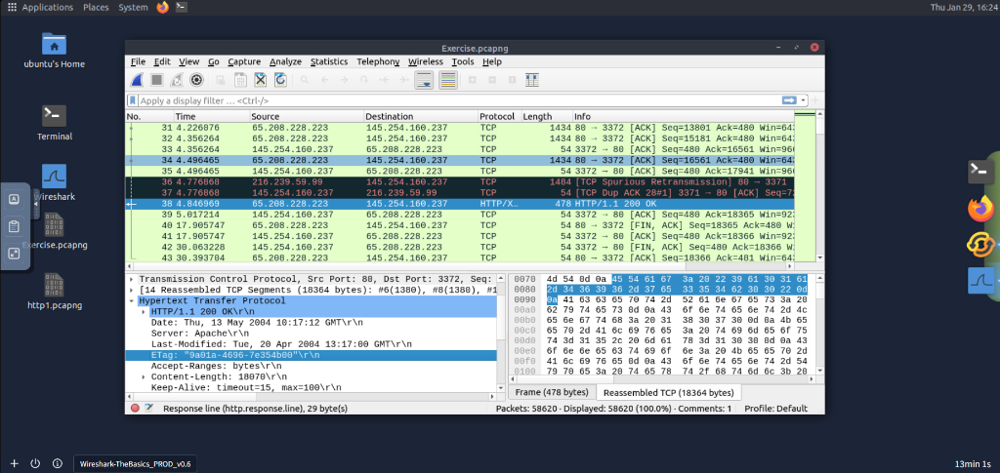 Applications Places System Thu Jan 29, 16:24
ubuntu's Home
Terminal
Wireshark
Exercise.pcapng
http1.pcapng
Exercise.pcapng
File Edit View Go Capture Analyze Statistics Telephony Wireless Tools Help
Apply a display filter ... <Ctrl-/>
No. Time Source Destination Protocol Length Info
31 4.226076 65.208.228.223 145.254.160.237 TCP 1434 80 → 3372 [ACK] Seq=13801 Ack=480 Win=643
32 4.356264 65.208.228.223 145.254.160.237 TCP 1434 80 → 3372 [ACK] Seq=15181 Ack=480 Win=643
33 4.356264 145.254.160.237 65.208.228.223 TCP 54 3372 → 80 [ACK] Seq=480 Ack=16561 Win=966
34 4.496465 65.208.228.223 145.254.160.237 TCP 1434 80 → 3372 [ACK] Seq=16561 Ack=480 Win=643
35 4.496465 145.254.160.237 65.208.228.223 TCP 54 3372 → 80 [ACK] Seq=480 Ack=17941 Win=966
36 4.776868 216.239.59.99 145.254.160.237 TCP 1484 [TCP Spurious Retransmission] 80 → 3371
37 4.776868 145.254.160.237 216.239.59.99 TCP 54 [TCP Dup ACK 28#1] 3371 → 80 [ACK] Seq=72
38 4.846969 65.208.228.223 145.254.160.237 HTTP/X... 478 HTTP/1.1 200 OK
39 5.017214 145.254.160.237 65.208.228.223 TCP 54 3372 → 80 [ACK] Seq=480 Ack=18365 Win=923
40 17.905747 65.208.228.223 145.254.160.237 TCP 54 80 → 3372 [FIN, ACK] Seq=18365 Ack=480 W
41 17.905747 145.254.160.237 65.208.228.223 TCP 54 3372 → 80 [ACK] Seq=480 Ack=18366 Win=923
42 30.063228 145.254.160.237 65.208.228.223 TCP 54 3372 → 80 [FIN, ACK] Seq=480 Ack=18366 W
43 30.393704 65.208.228.223 145.254.160.237 TCP 54 80 → 3372 [ACK] Seq=18366 Ack=481 Win=643
Transmission Control Protocol, Src Port: 80, Dst Port: 3372, Seq:
[14 Reassembled TCP Segments (18364 bytes): #6(1380), #8(1380), #1
Hypertext Transfer Protocol
HTTP/1.1 200 OK\r\n
Date: Thu, 13 May 2004 10:17:12 GMT\r\n
Server: Apache\r\n
Last-Modified: Tue, 20 Apr 2004 13:17:00 GMT\r\n
ETag: "9a01a-4696-7e354b00"\r\n
Accept-Ranges: bytes\r\n
Content-Length: 18070\r\n
Keep-Alive: timeout=15, max=100\r\n
0070 4d 54 0d 0a 45 54 61 67 3a 20 22 39 61 30 31 61
0080 2d 34 36 39 36 2d 37 65 33 35 34 62 30 30 22 0d
0090 0a 41 63 63 65 70 74 2d 52 61 6e 67 65 73 3a 20
00a0 62 79 74 65 73 0d 0a 43 6f 6e 74 65 6e 74 2d 4c
00b0 65 6e 67 74 68 3a 20 31 38 30 37 30 0d 0a 4b 65
00c0 65 70 2d 41 6c 69 76 65 3a 20 74 69 6d 65 6f 75
00d0 74 3d 31 35 2c 20 6d 61 78 3d 31 30 30 0d 0a 43
00e0 6f 6e 6e 65 63 74 69 6f 6e 3a 20 4b 65 65 70 2d
00f0 41 6c 69 76 65 0d 0a 43 6f 6e 74 65 6e 74 2d 54
0100 79 70 65 3a 20 74 65 78 74 2f 68 74 6d 6c 3b 20
Frame (478 bytes) Reassembled TCP (18364 bytes)
Response line (http.response.line), 29 byte(s) Packets: 58620 · Displayed: 58620 (100.0%) · Comments: 1 Profile: Default
Wireshark-TheBasics_PROD_v0.6 13min 1s